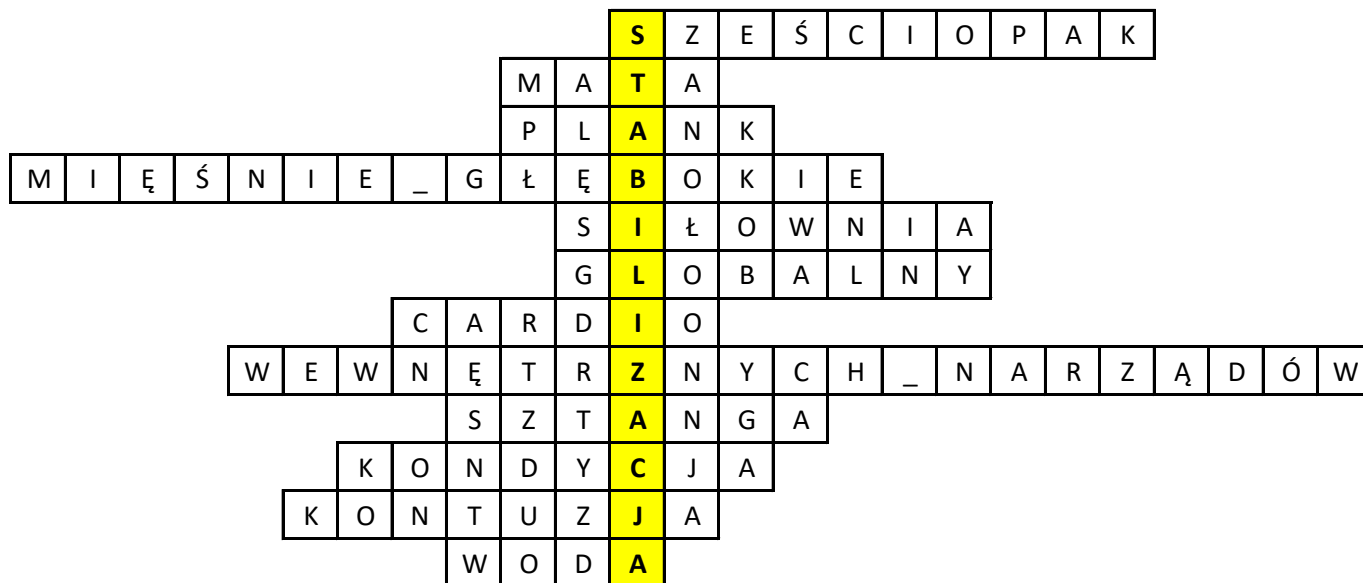 SZEŚCIOPAK
MATA
PLANK
MIĘŚNIE_GŁĘBOKIE
SIŁOWNIA
GLOBALNY
CARDIO
WEWNĘTRZNYCH_NARZĄDÓW
SZTANGA
KONDYCJA
KONTUZJA
WODA